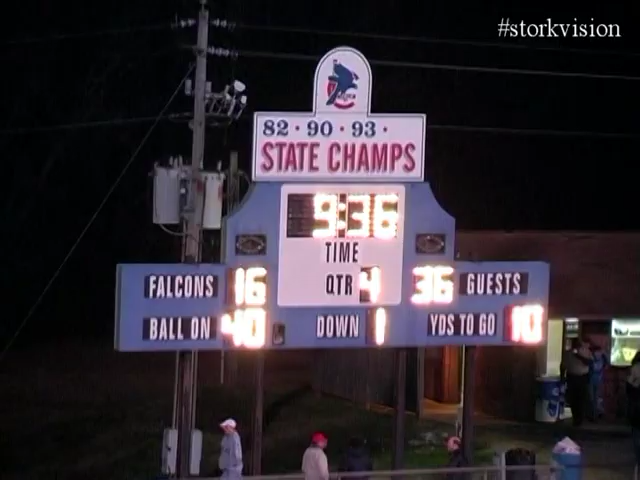 #storkvision
82 · 90 · 93 ·
STATE CHAMPS
9:36
TIME
FALCONS 16 QTR 4 36 GUESTS
BALL ON 40 DOWN 1 YDS TO GO 10